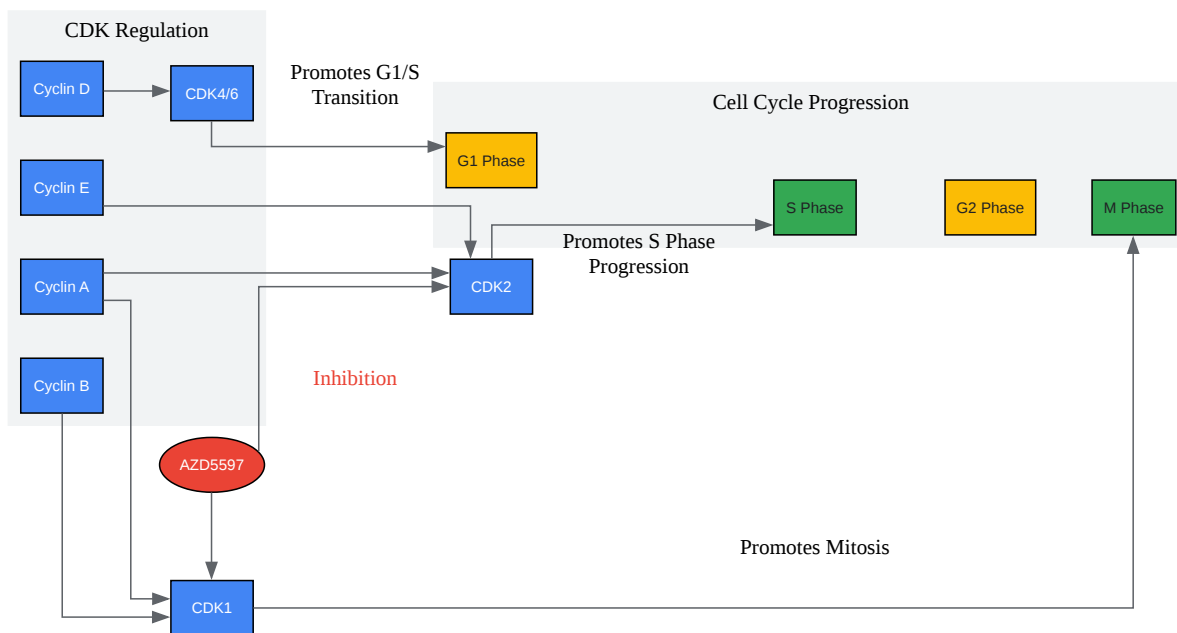 CDK Regulation
Cyclin D
CDK4/6
Promotes G1/S
Transition
Cell Cycle Progression
G1 Phase
Cyclin E
S Phase
G2 Phase
M Phase
Promotes S Phase
Progression
Cyclin A
CDK2
Inhibition
Cyclin B
AZD5597
Promotes Mitosis
CDK1